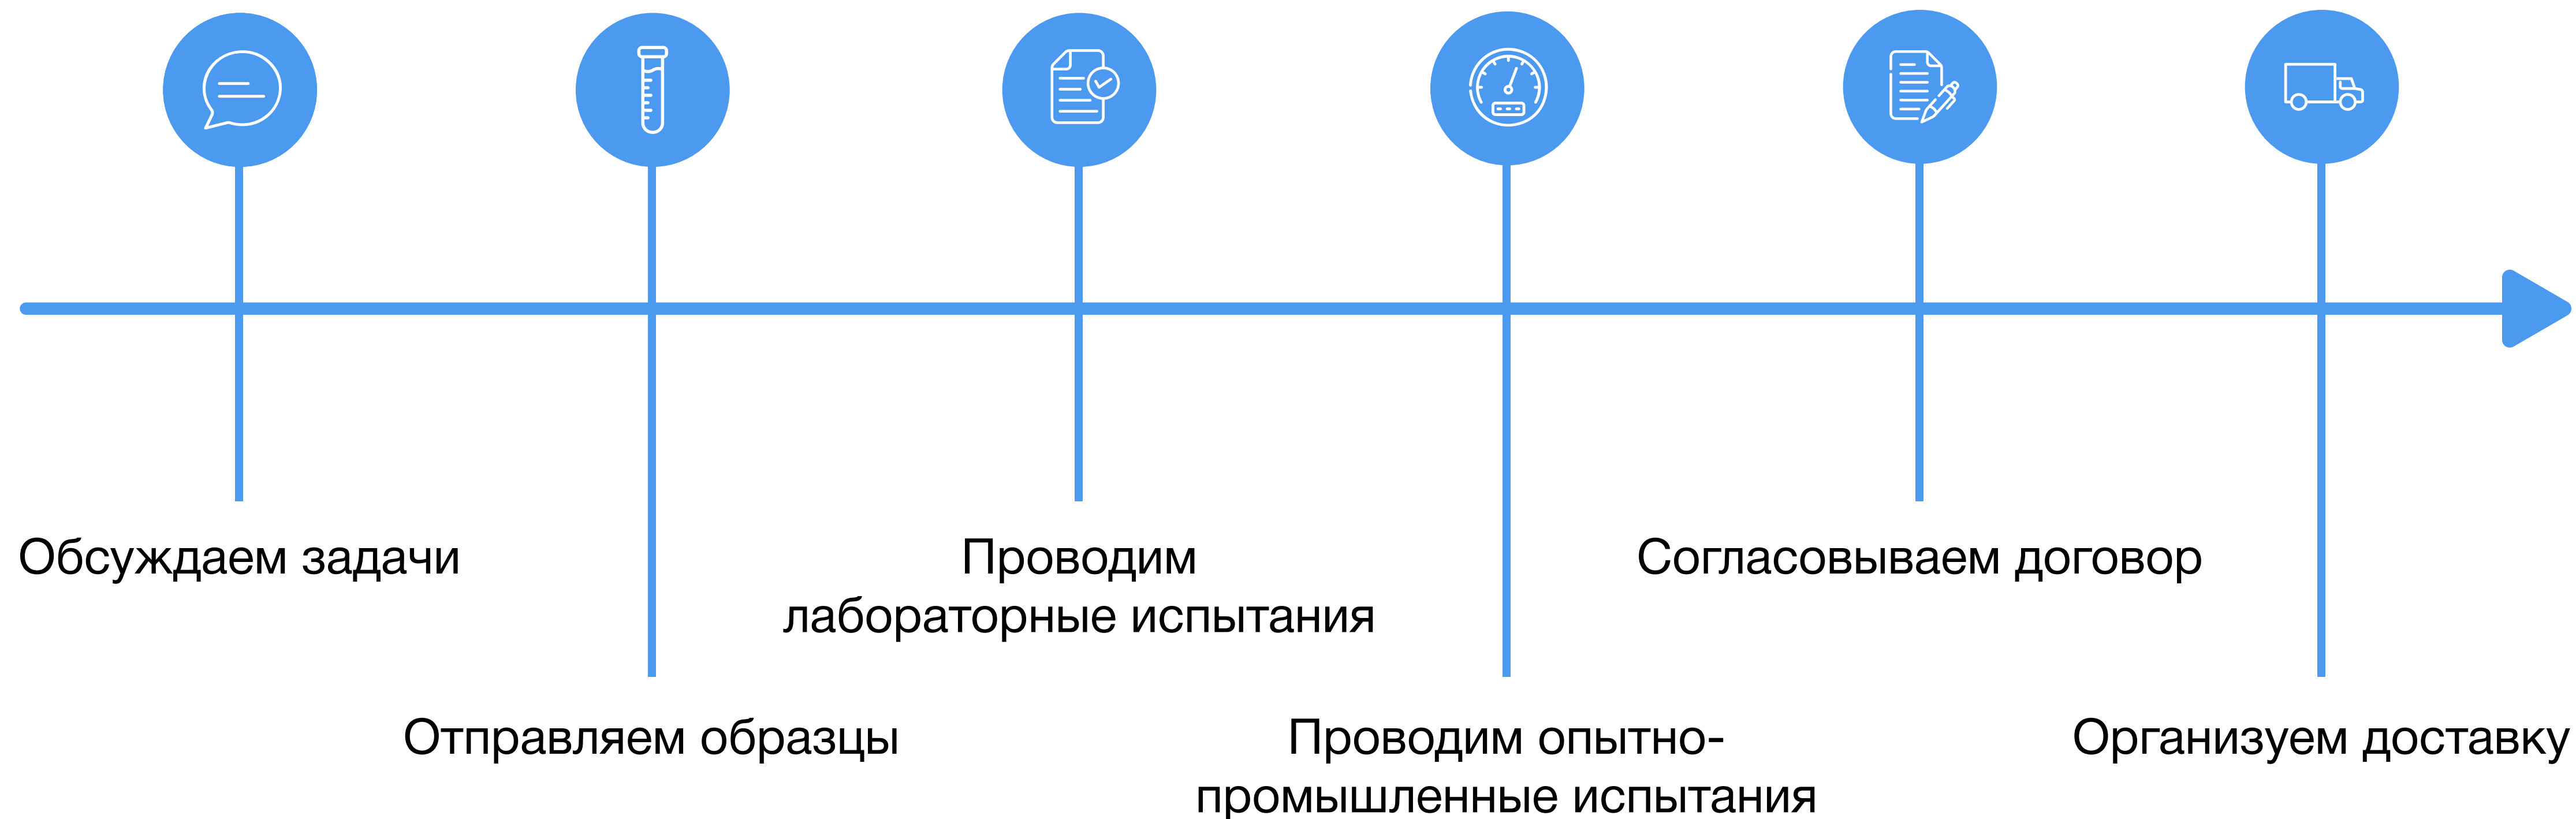 Обсуждаем задачи
Отправляем образцы
Проводим
лабораторные испытания
Проводим опытно-
промышленные испытания
Согласовываем договор
Организуем доставку